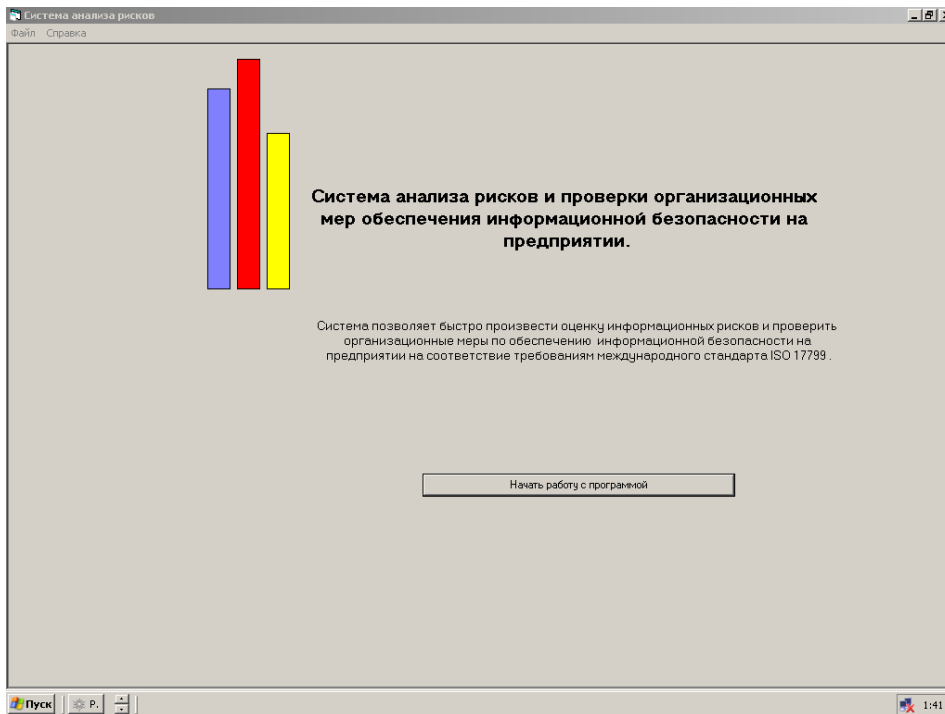 Система анализа рисков
Файл Справка
Система анализа рисков и проверки организационных
мер обеспечения информационной безопасности на
предприятии.
Система позволяет быстро произвести оценку информационных рисков и проверить
организационные меры по обеспечению информационной безопасности на
предприятии на соответствие требованиям международного стандарта ISO 17799 .
Начать работу с программой
Пуск Р. 1:41